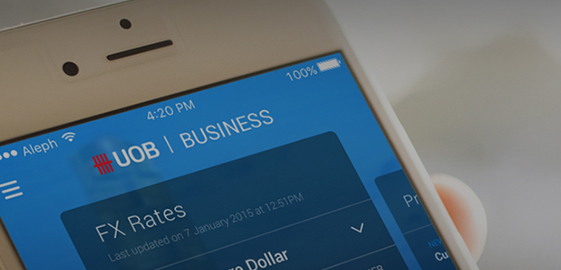 Aleph
4:20 PM
100%
UOB | BUSINESS
FX Rates
Last updated on 7 January 2015 at 12:51PM
Dollar
Pr
NEW
Cu